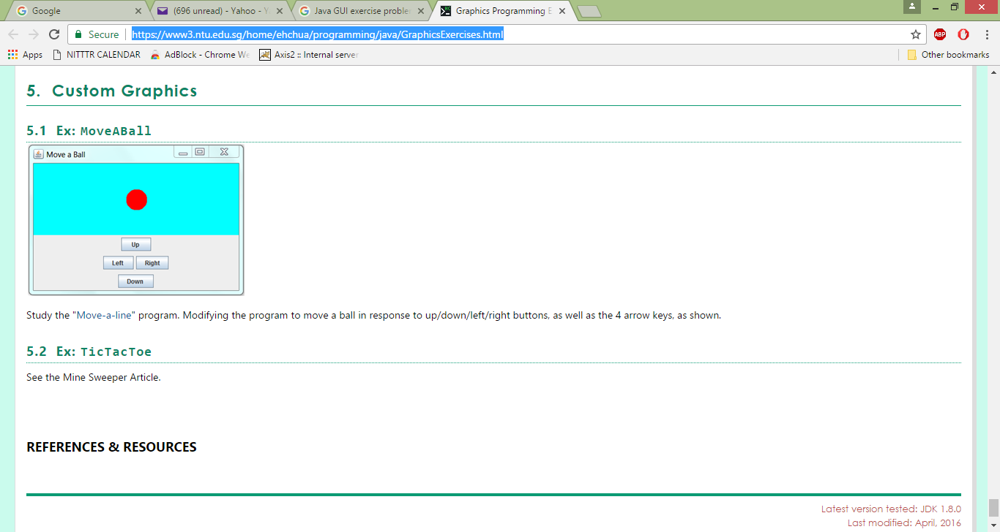 Google
(696 unread) - Yahoo - Y
Java GUI exercise proble
Graphics Programming E
Secure
https://www3.ntu.edu.sg/home/ehchua/programming/java/GraphicsExercises.html
ABP
Apps
NITTTR CALENDAR
AdBlock - Chrome We
Axis2 :: Internal server
Other bookmarks
5. Custom Graphics
5.1 Ex: MoveABall
Move a Ball
Up
Left Right
Down
Study the "Move-a-line" program. Modifying the program to move a ball in response to up/down/left/right buttons, as well as the 4 arrow keys, as shown.
5.2 Ex: TicTacToe
See the Mine Sweeper Article.
REFERENCES & RESOURCES
Latest version tested: JDK 1.8.0
Last modified: April, 2016